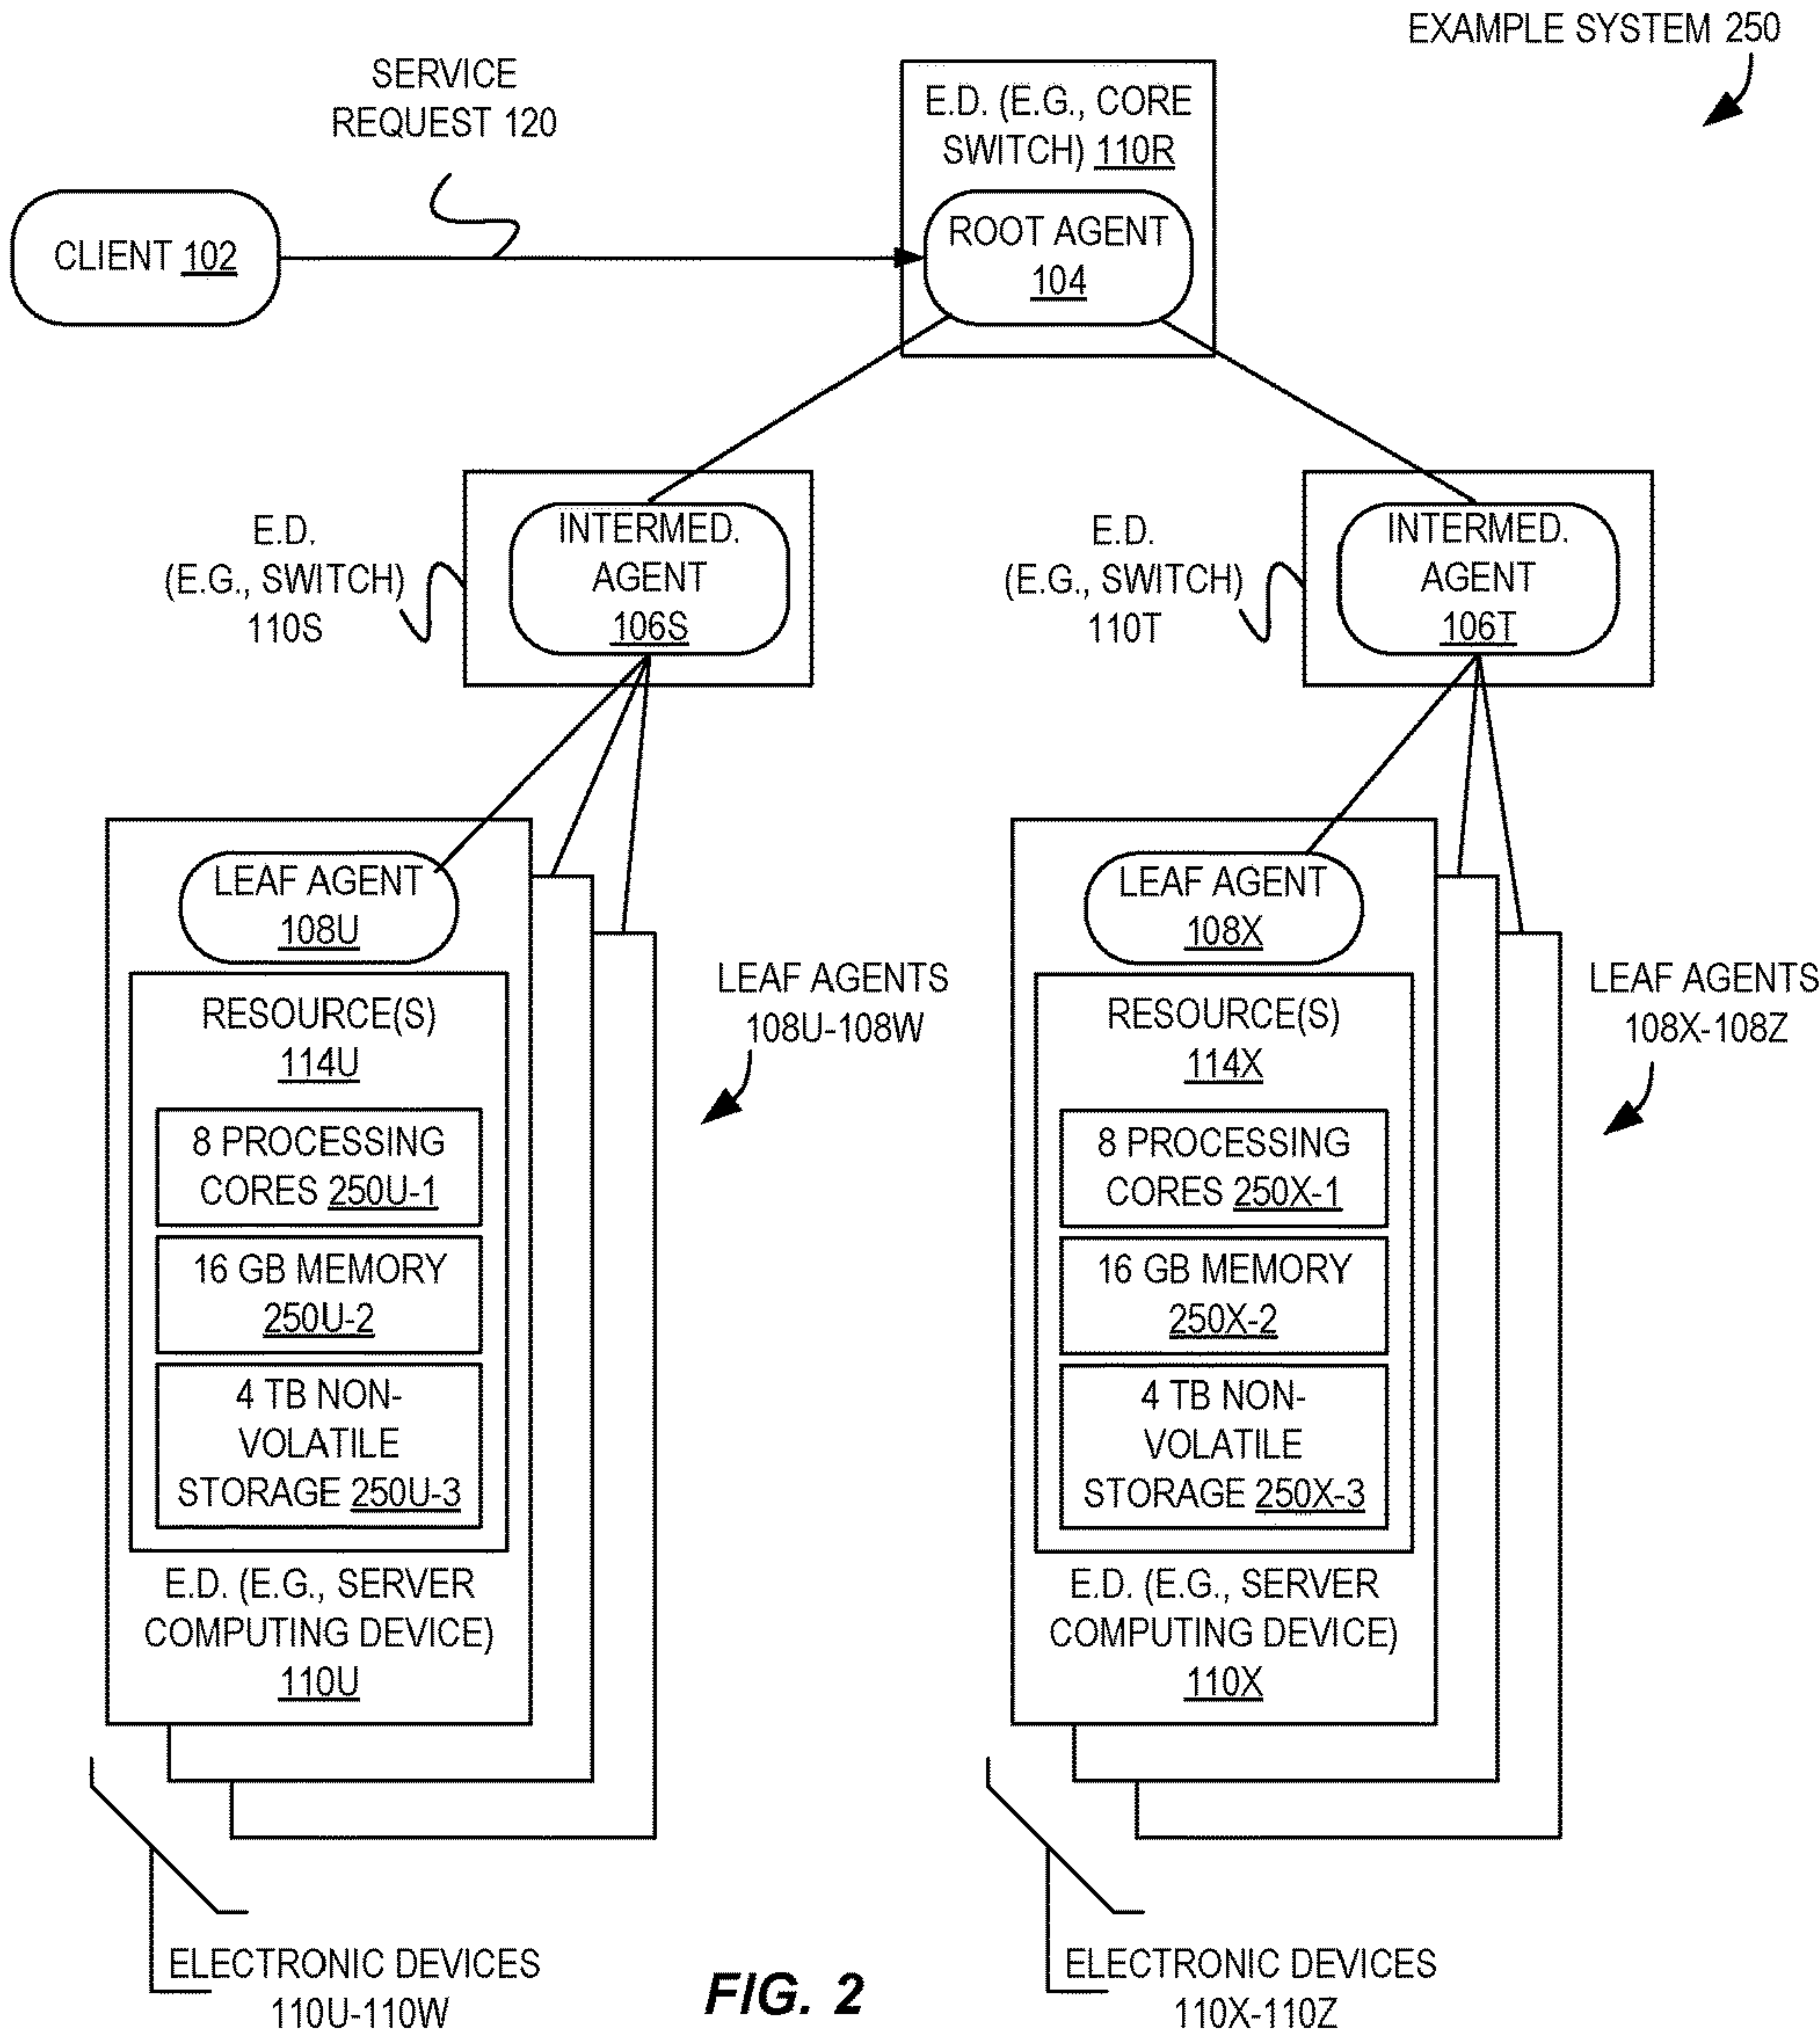 EXAMPLE SYSTEM 250
SERVICE
REQUEST 120
E.D. (E.G., CORE
SWITCH) 110R
CLIENT 102
ROOT AGENT
104
E.D.
(E.G., SWITCH)
110S
INTERMED.
AGENT
106S
E.D.
(E.G., SWITCH)
110T
INTERMED.
AGENT
106T
LEAF AGENT
108U
RESOURCE(S)
114U
8 PROCESSING
CORES 250U-1
16 GB MEMORY
250U-2
4 TB NON-
VOLATILE
STORAGE 250U-3
E.D. (E.G., SERVER
COMPUTING DEVICE)
110U
LEAF AGENTS
108U-108W
LEAF AGENT
108X
RESOURCE(S)
114X
8 PROCESSING
CORES 250X-1
16 GB MEMORY
250X-2
4 TB NON-
VOLATILE
STORAGE 250X-3
E.D. (E.G., SERVER
COMPUTING DEVICE)
110X
LEAF AGENTS
108X-108Z
ELECTRONIC DEVICES
110U-110W
FIG. 2
ELECTRONIC DEVICES
110X-110Z